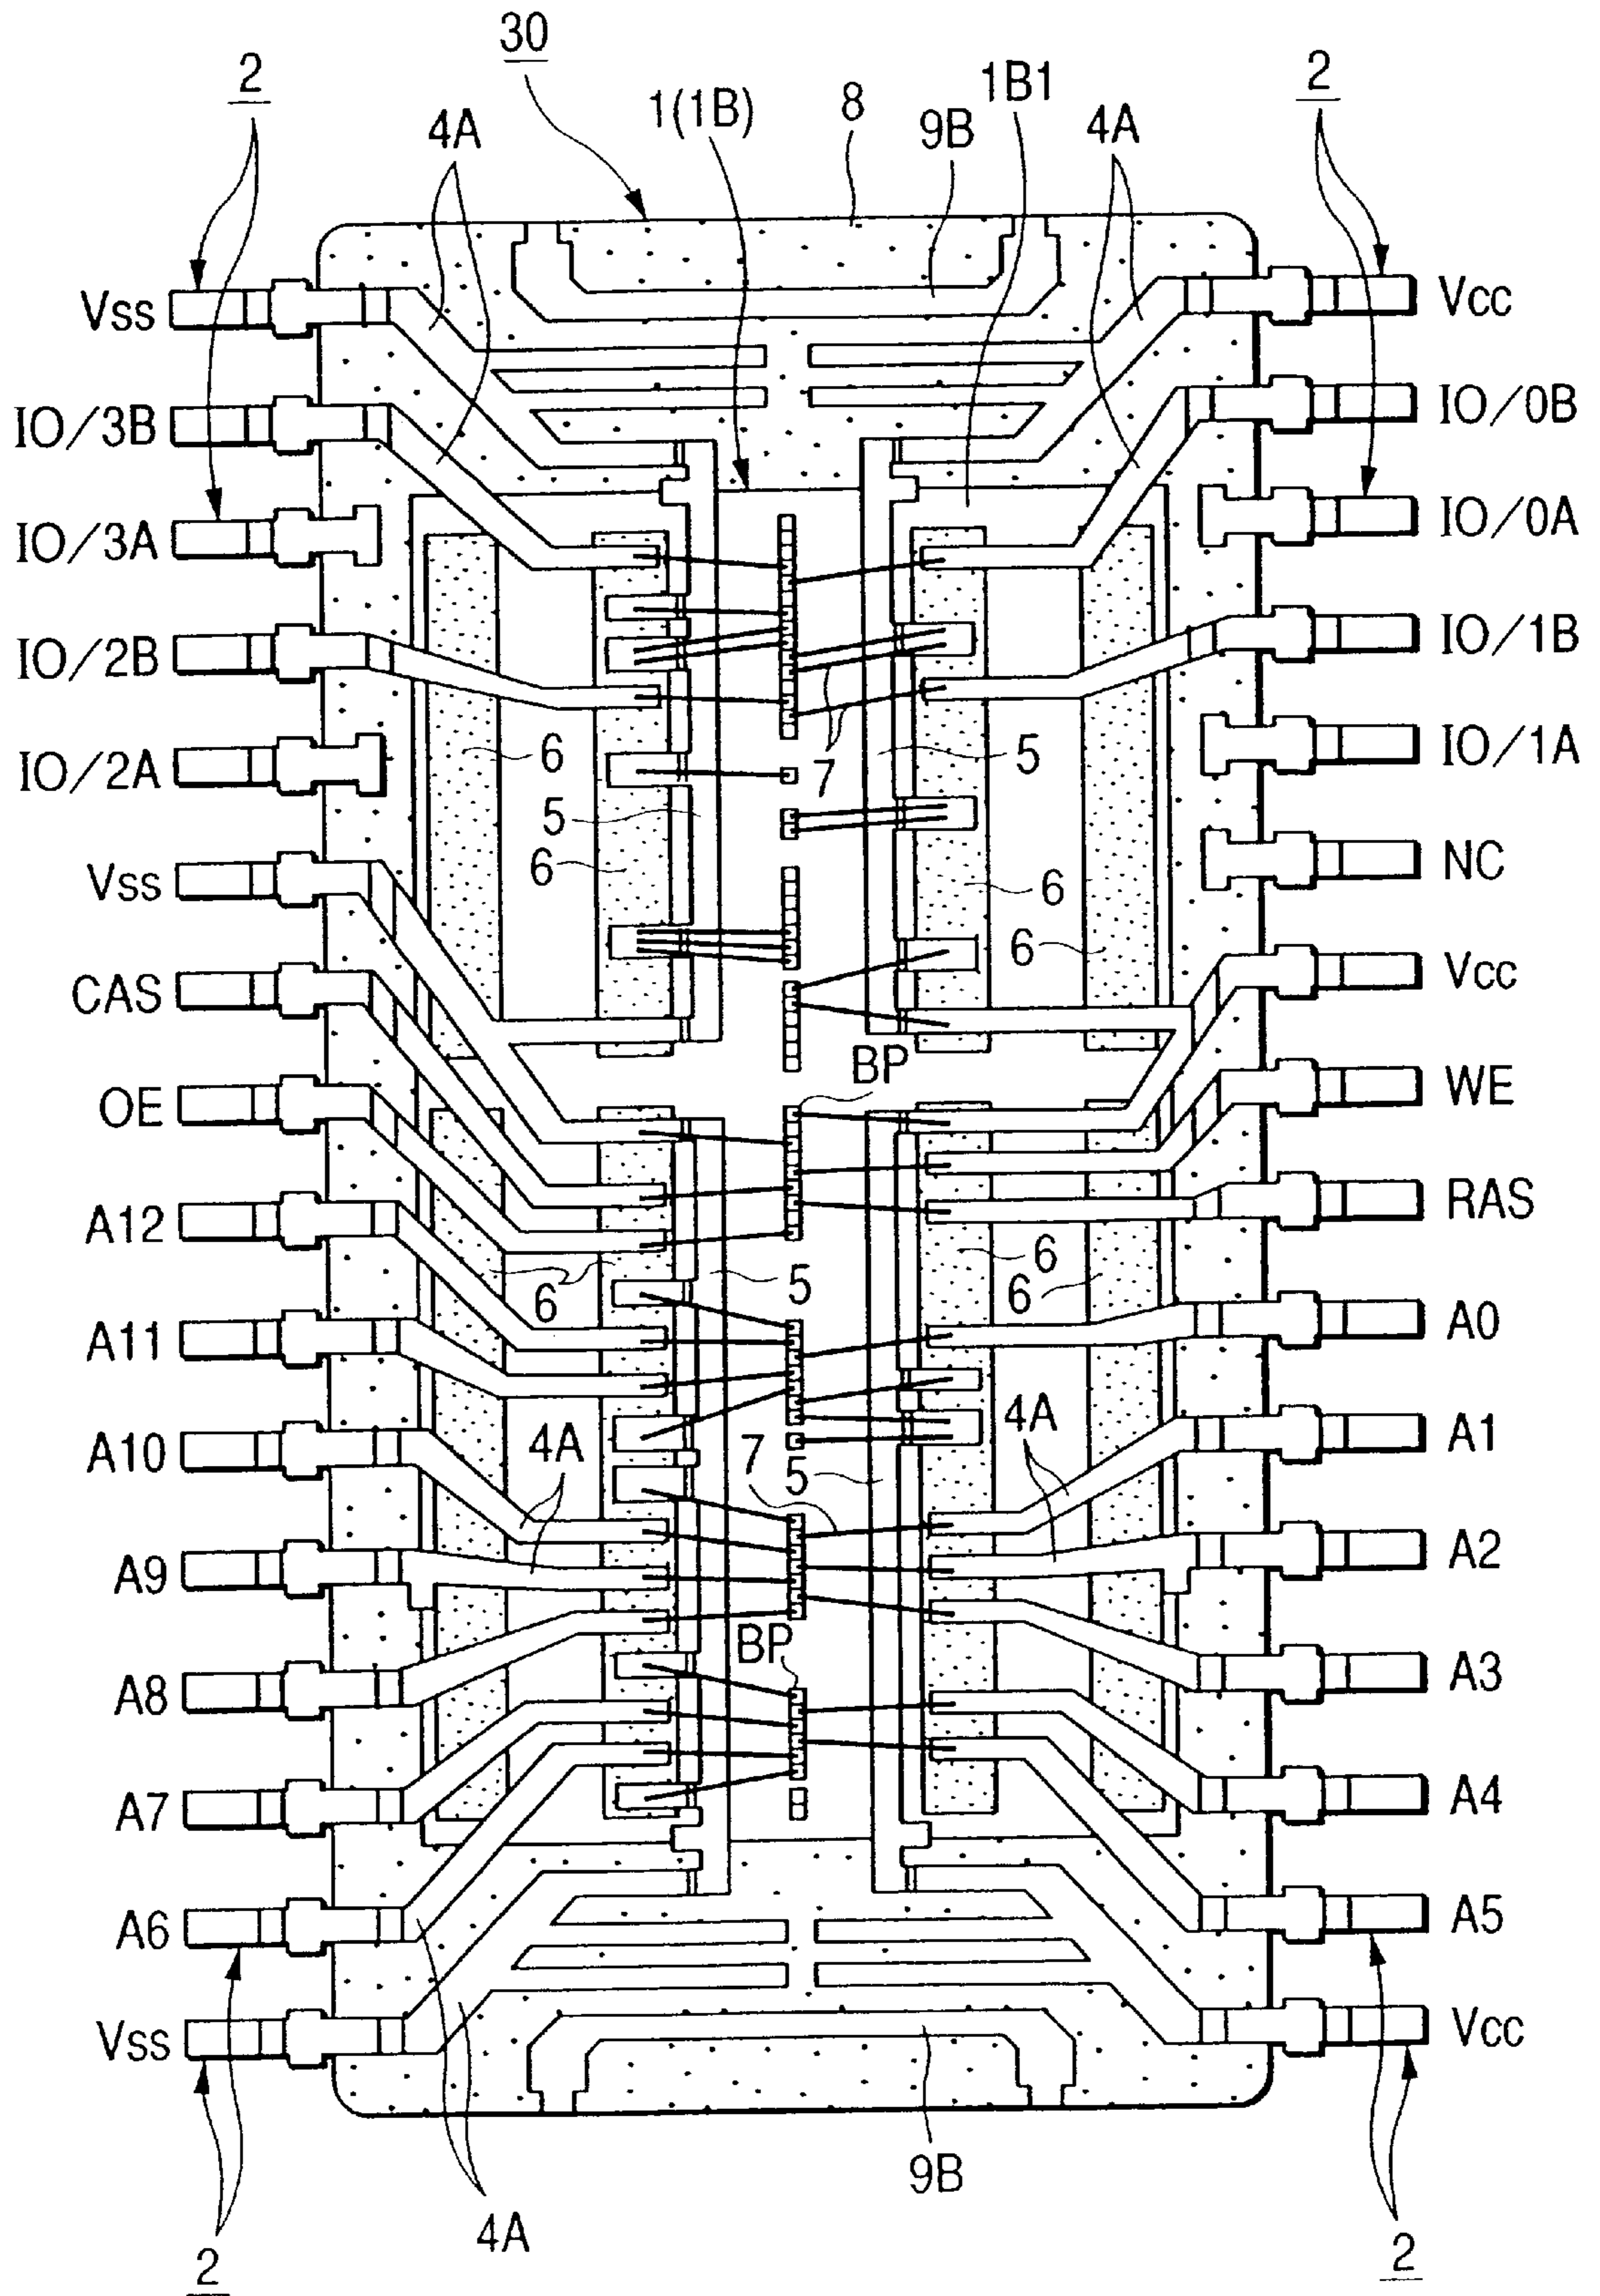 30
2
2
1(1B)
1B1
8
4A
9B
4A
Vss
Vcc
IO/3B
IO/0B
IO/3A
IO/0A
IO/2B
IO/1B
6
7
5
IO/2A
IO/1A
5
6
6
Vss
NC
6
CAS
Vcc
BP
OE
WE
A12
RAS
6
6
5
6
A11
A0
A10
4A
7
5
4A
A1
A9
A2
BP
A8
A3
A7
A4
A6
A5
Vss
Vcc
9B
4A
2
2